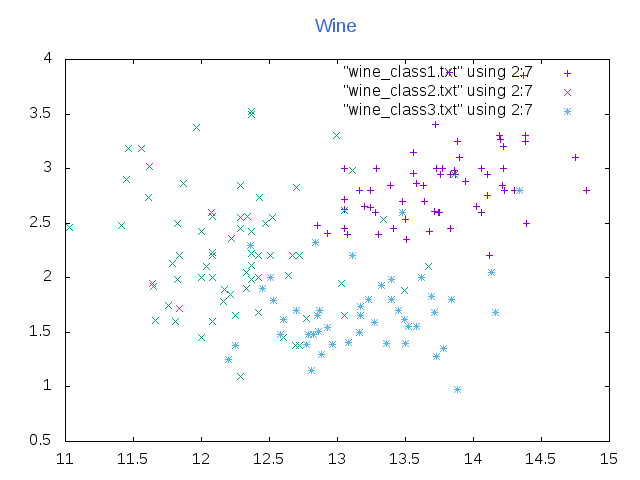 Wine
"wine_class1.txt" using 2:7
"wine_class2.txt" using 2:7
"wine_class3.txt" using 2:7
4
3.5
3
2.5
2
1.5
1
0.5
11 11.5 12 12.5 13 13.5 14 14.5 15